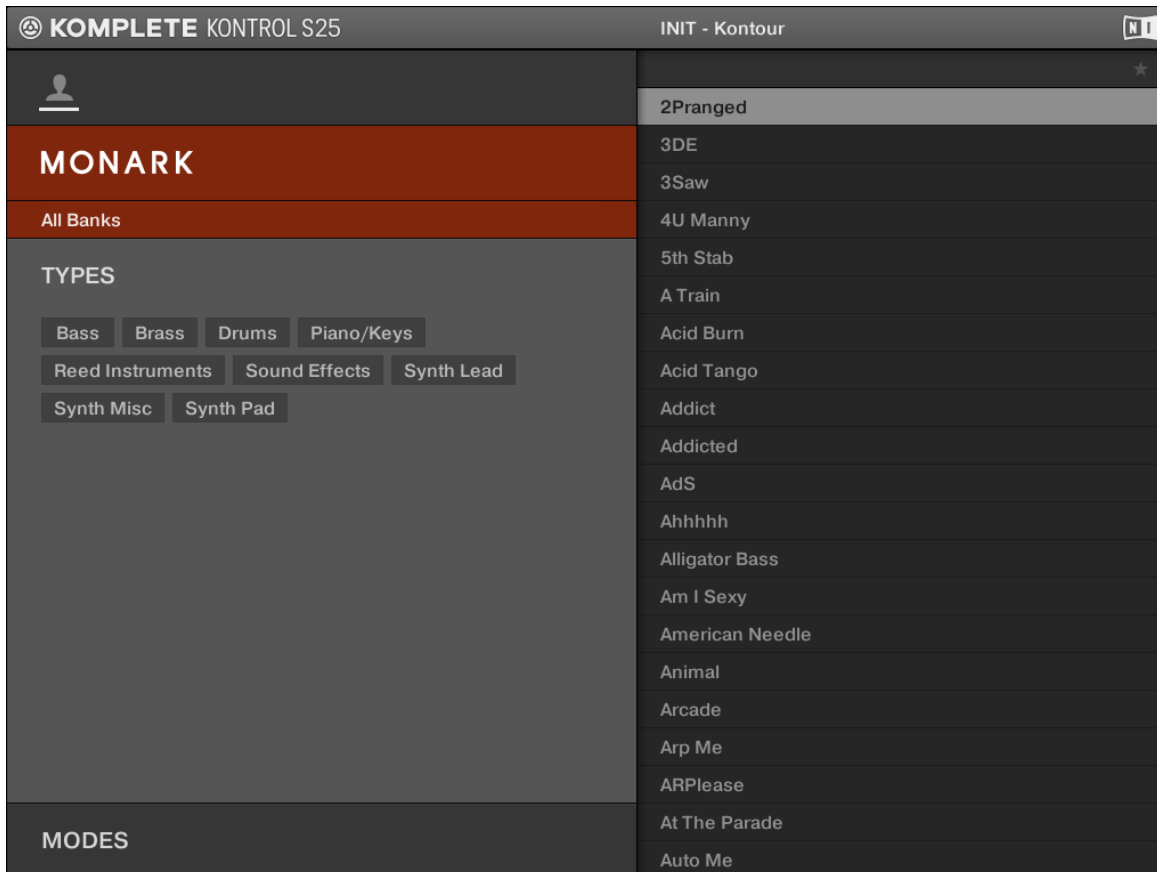 KOMPLETE KONTROL S25
INIT - Kontour
NI
MONARK
All Banks
TYPES
Bass Brass Drums Piano/Keys
Reed Instruments Sound Effects Synth Lead
Synth Misc Synth Pad
MODES
2Pranged
3DE
3Saw
4U Manny
5th Stab
A Train
Acid Burn
Acid Tango
Addict
Addicted
AdS
Ahhhhh
Alligator Bass
Am I Sexy
American Needle
Animal
Arcade
Arp Me
ARPlease
At The Parade
Auto Me